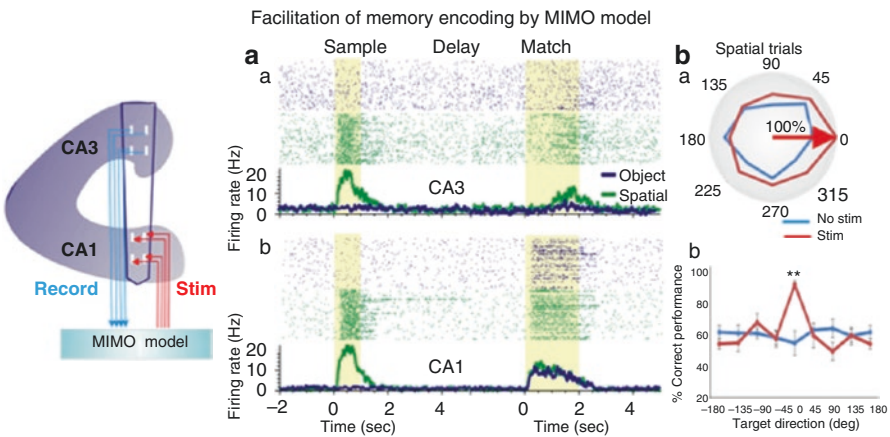 Facilitation of memory encoding by MIMO model
CA3
CA1
Record
Stim
MIMO model
a
Sample Delay Match
a
Firing rate (Hz)
20
10
0
CA3
Object
Spatial
b
Firing rate (Hz)
20
10
0
CA1
−2 0 2 4 0 2 4
Time (sec) Time (sec)
b
Spatial trials
a
90
135 45
180 100% 0
225 315
270
No stim
Stim
b
% Correct performance
100
80
60
40
20
**
−180 −135 −90 −45 0 45 90 135 180
Target direction (deg)